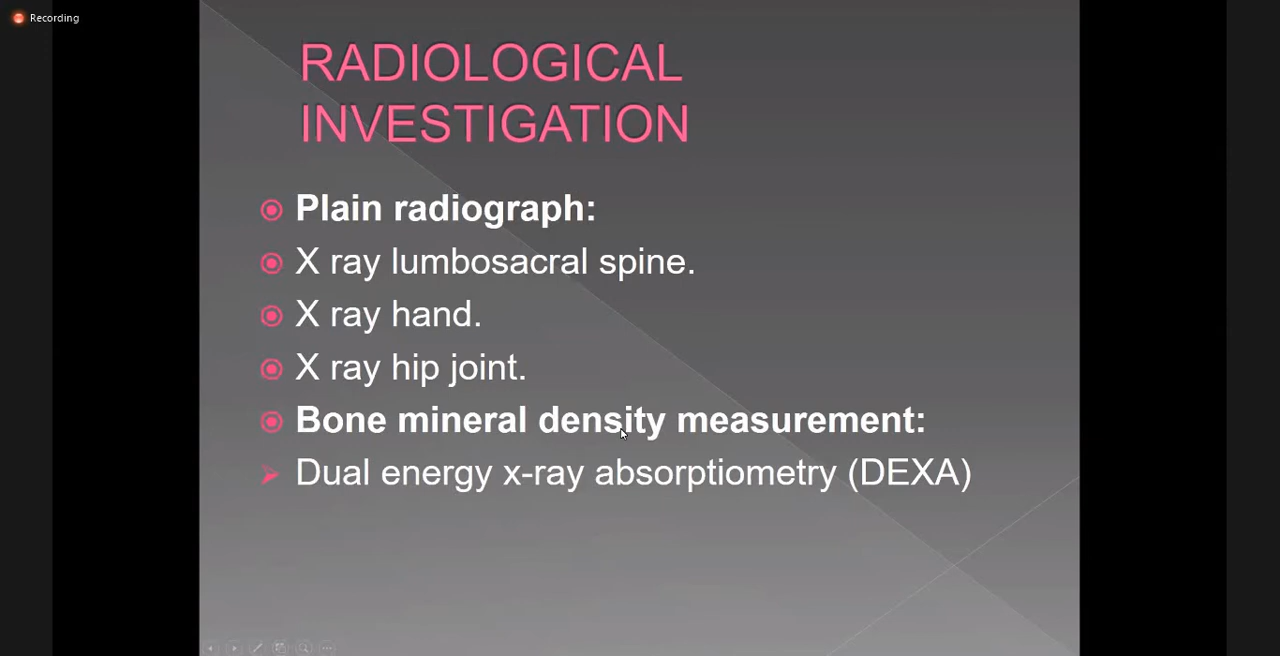 Recording
RADIOLOGICAL
INVESTIGATION
Plain radiograph:
X ray lumbosacral spine.
X ray hand.
X ray hip joint.
Bone mineral density measurement:
Dual energy x-ray absorptiometry (DEXA)